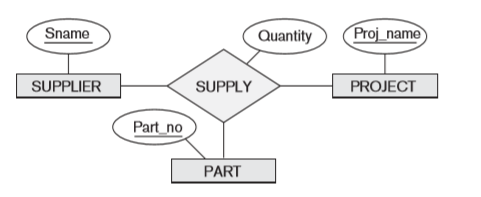 Sname
Quantity
Proj_name
SUPPLIER
SUPPLY
PROJECT
Part_no
PART